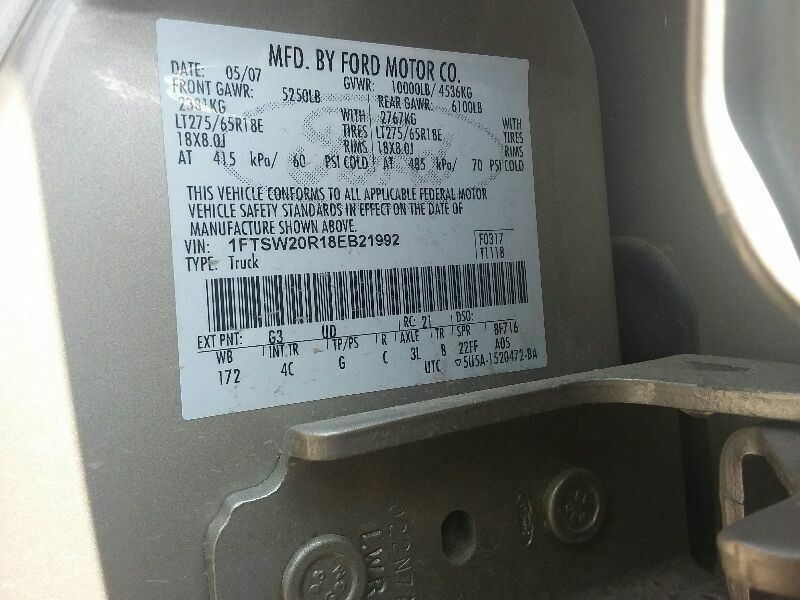 MFD. BY FORD MOTOR CO.
DATE: 05/07 GVWR: 10000LB/ 4536KG
FRONT GAWR: 5250LB REAR GAWR: 6100LB
2381KG WITH 2767KG WITH
LT275/65R18E TIRES LT275/65R18E TIRES
18X8.0J RIMS 18X8.0J RIMS
AT 415 kPa/ 60 PSI COLD AT 485 kPa/ 70 PSI COLD
THIS VEHICLE CONFORMS TO ALL APPLICABLE FEDERAL MOTOR
VEHICLE SAFETY STANDARDS IN EFFECT ON THE DATE OF
MANUFACTURE SHOWN ABOVE.
VIN: 1FTSW20R18EB21992 F0317
TYPE: Truck T1118
EXT PNT: G3 UD RC: 21 DSO:
WB INT.TR TP/PS R AXLE TR SPR 8F716
172 4C G C 3L B 22FF A05
UTC ▽5U5A-1520472-BA